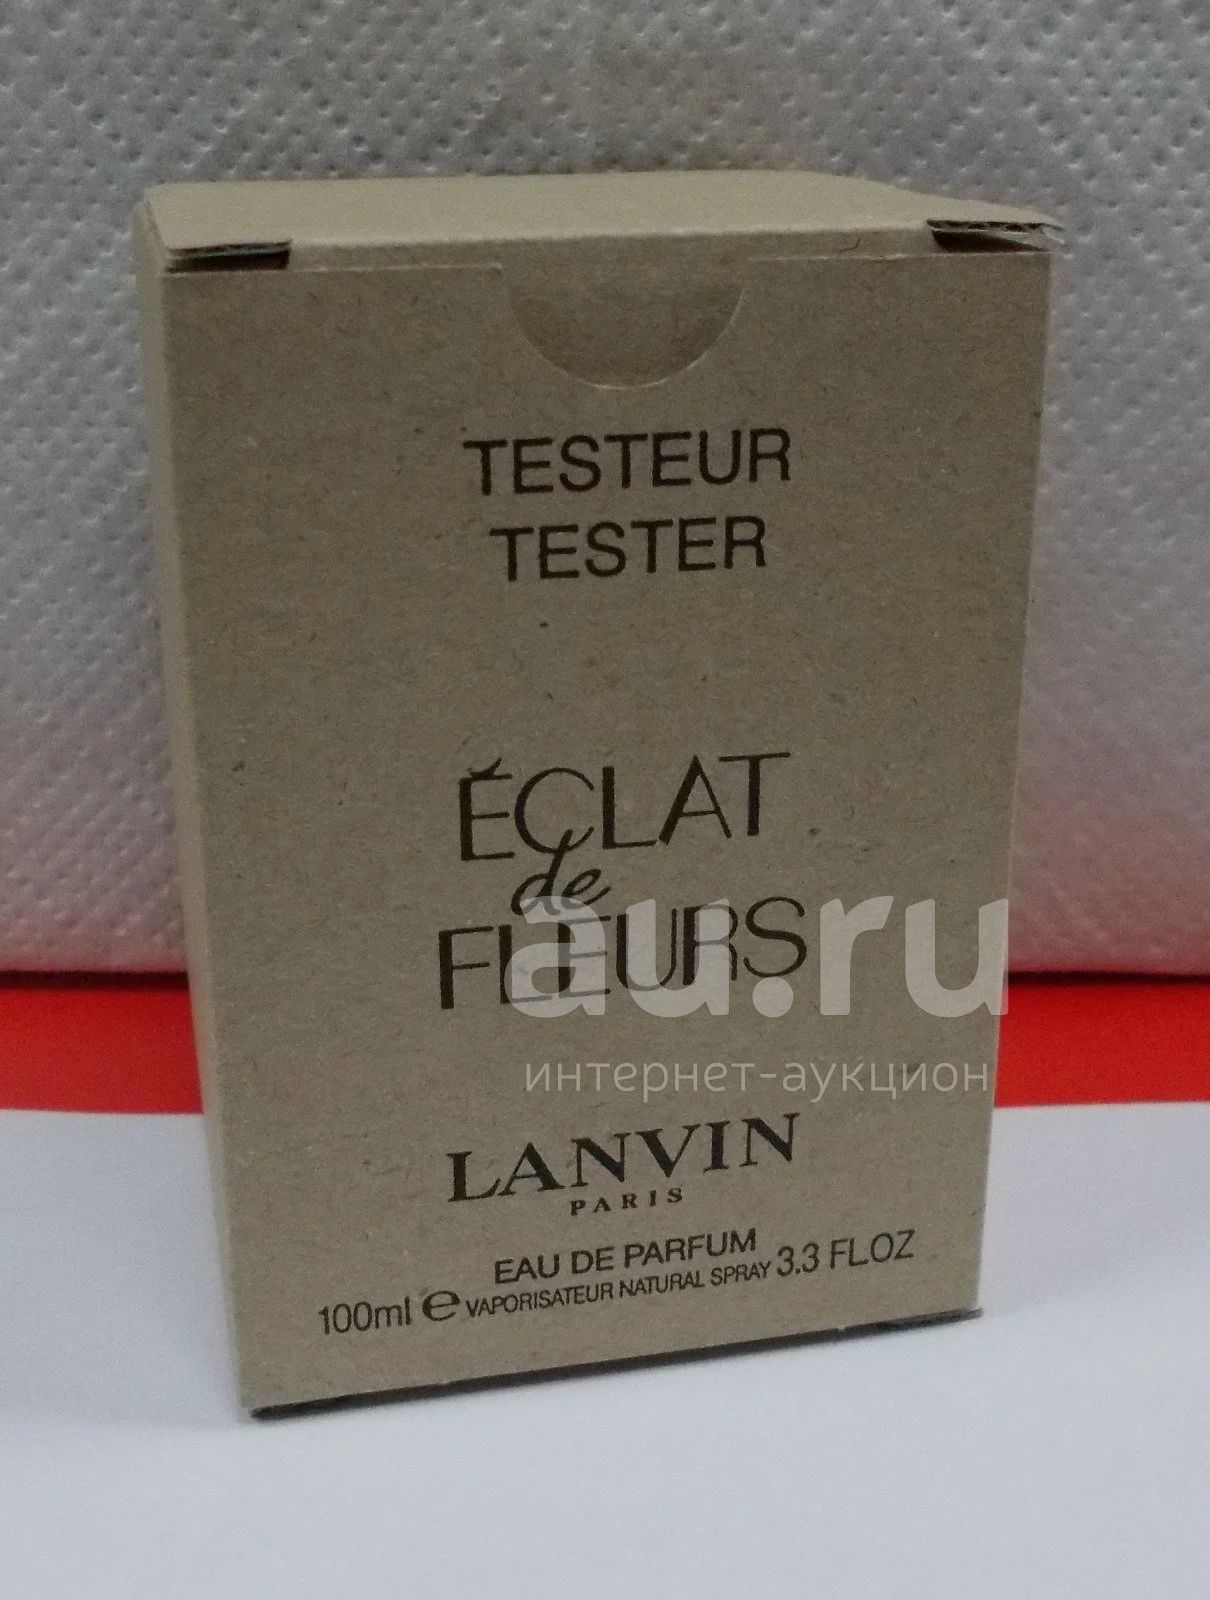 TESTEUR
TESTER
ÉCLAT
de
FLEURS
au.ru
интернет-аукцион
LANVIN
PARIS
EAU DE PARFUM
100ml e VAPORISATEUR NATURAL SPRAY 3.3 FLOZ